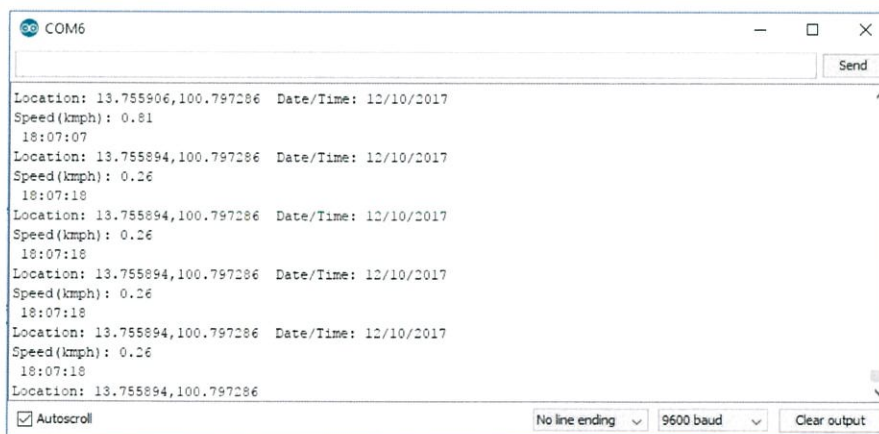 COM6
Send
Location: 13.755906,100.797286  Date/Time: 12/10/2017
Speed(kmph): 0.81
18:07:07
Location: 13.755894,100.797286  Date/Time: 12/10/2017
Speed(kmph): 0.26
18:07:18
Location: 13.755894,100.797286  Date/Time: 12/10/2017
Speed(kmph): 0.26
18:07:18
Location: 13.755894,100.797286  Date/Time: 12/10/2017
Speed(kmph): 0.26
18:07:18
Location: 13.755894,100.797286  Date/Time: 12/10/2017
Speed(kmph): 0.26
18:07:18
Location: 13.755894,100.797286
Autoscroll No line ending 9600 baud Clear output